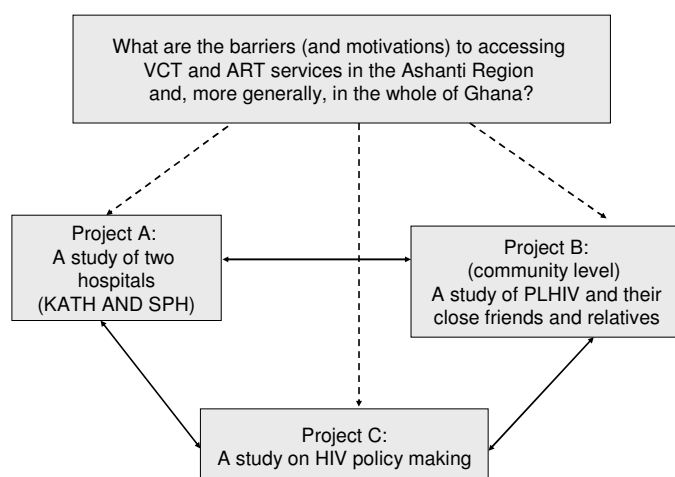 What are the barriers (and motivations) to accessing
VCT and ART services in the Ashanti Region
and, more generally, in the whole of Ghana?
Project A:
A study of two
hospitals
(KATH AND SPH)
Project B:
(community level)
A study of PLHIV and their
close friends and relatives
Project C:
A study on HIV policy making